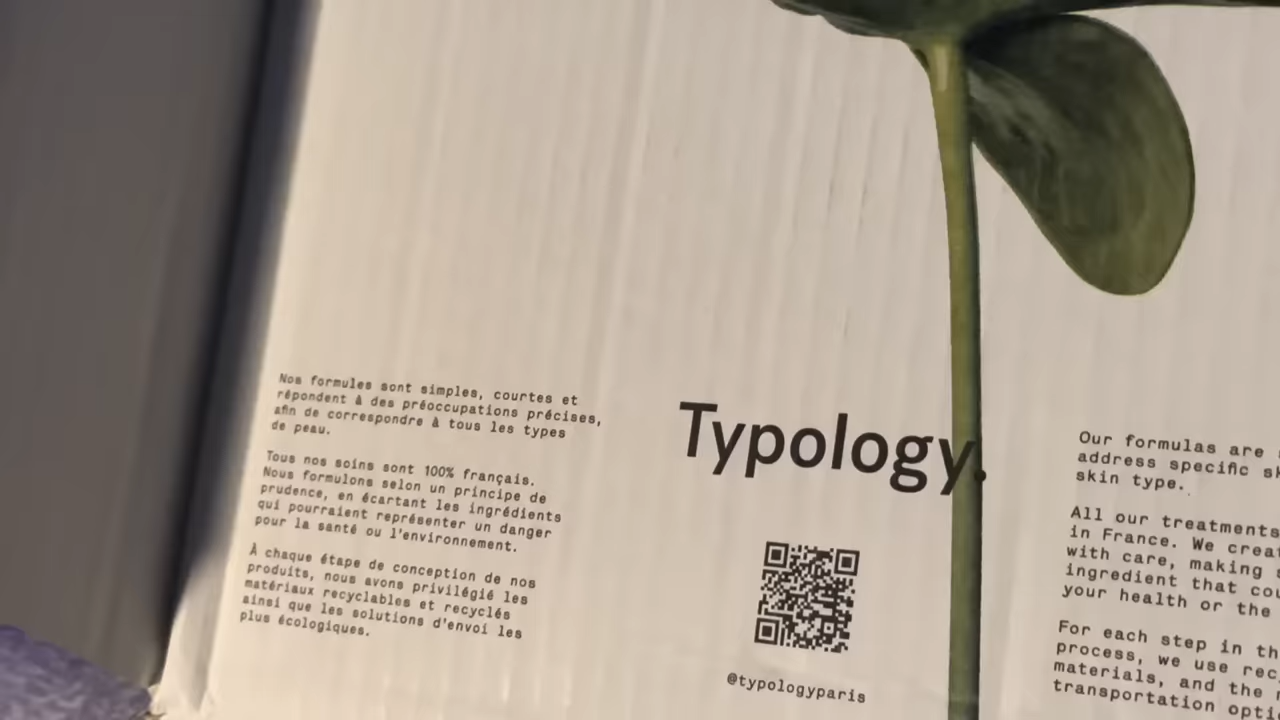 Nos formules sont simples, courtes et
répondent à des préoccupations précises,
afin de correspondre à tous les types
de peau.
Tous nos soins sont 100% français.
Nous formulons selon un principe de
prudence, en écartant les ingrédients
qui pourraient représenter un danger
pour la santé ou l'environnement.
À chaque étape de conception de nos
produits, nous avons privilégié les
matériaux recyclables et recyclés
ainsi que les solutions d'envoi les
plus écologiques.
Typology.
@typologyparis
Our formulas are
address specific
skin type.
All our treatments
in France. We
with care, making
ingredient that
your health or the
For each step in
process, we use
materials, and the
transportation